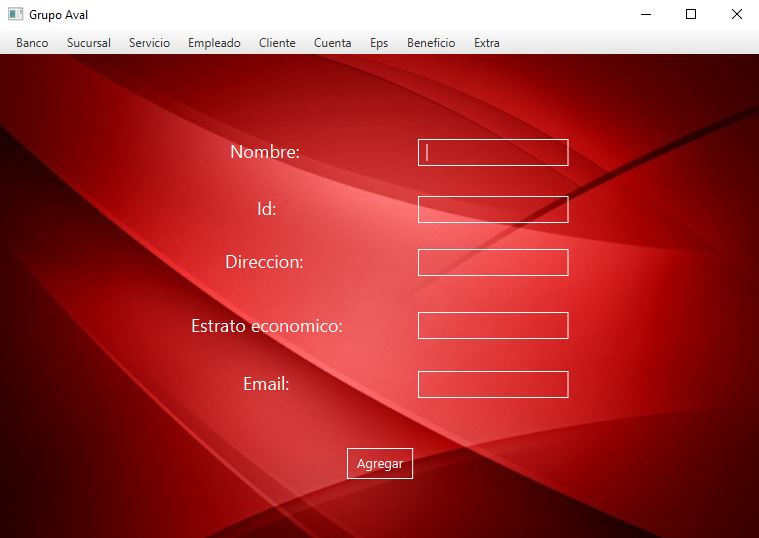 Grupo Aval
Banco Sucursal Servicio Empleado Cliente Cuenta Eps Beneficio Extra
Nombre:
Id:
Direccion:
Estrato economico:
Email:
Agregar